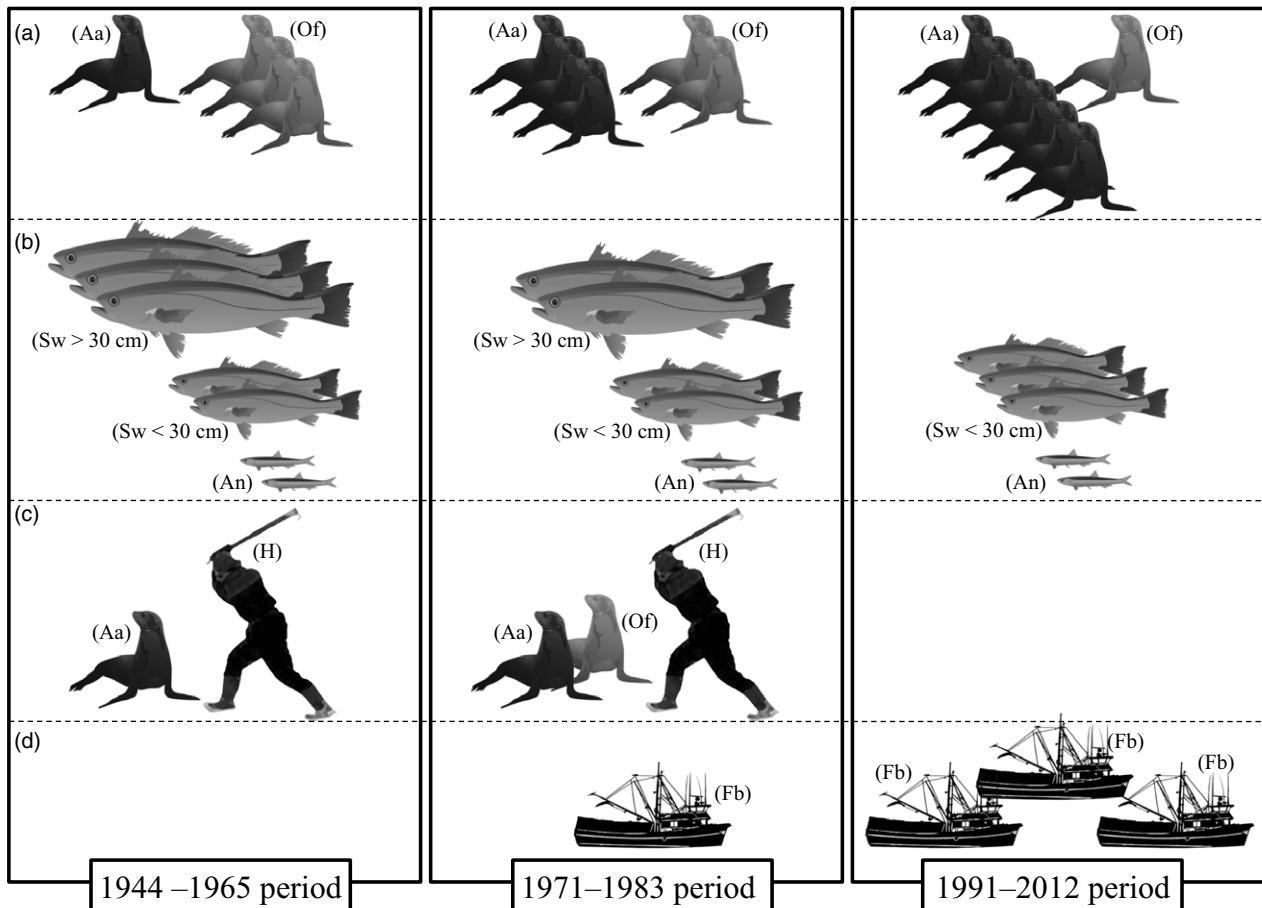 (a)
(Aa)
(Of)
(Aa)
(Of)
(Aa)
(Of)
(b)
(Sw > 30 cm)
(Sw > 30 cm)
(Sw < 30 cm)
(Sw < 30 cm)
(Sw < 30 cm)
(An)
(An)
(An)
(c)
(H)
(H)
(Aa)
(Aa)
(Of)
(d)
(Fb)
(Fb)
(Fb)
(Fb)
1944 –1965 period
1971–1983 period
1991–2012 period